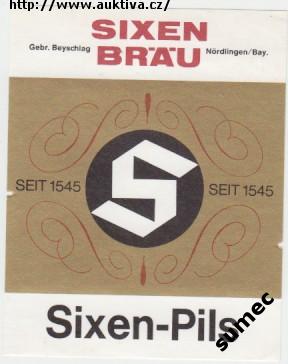 http://www.auktiva.cz/
SIXEN
BRÄU
Gebr. Beyschlag
Nördlingen/Bay.
S
SEIT 1545
SEIT 1545
Sixen-Pils
sumec